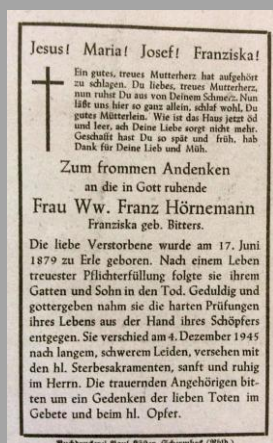 Jesus! Maria! Josef! Franziska!
Ein gutes, treues Mutterherz hat aufgehört
zu schlagen. Du liebes, treues Mutterherz,
nun ruhst Du aus von Deinem Schmerz. Nun
läßt uns hier so ganz allein, schlaf wohl, Du
gutes Mütterlein. Wie ist das Haus jetzt öd
und leer, ach Deine Liebe sorgt nicht mehr.
Geschafft hast Du so spät und früh, hab
Dank für Deine Lieb und Müh.
Zum frommen Andenken
an die in Gott ruhende
Frau Ww. Franz Hörnemann
Franziska geb. Bitters.
Die liebe Verstorbene wurde am 17. Juni
1879 zu Erle geboren. Nach einem Leben
treuester Pflichterfüllung folgte sie ihrem
Gatten und Sohn in den Tod. Geduldig und
gottergeben nahm sie die harten Prüfungen
ihres Lebens aus der Hand ihres Schöpfers
entgegen. Sie verschied am 4. Dezember 1945
nach langem, schwerem Leiden, versehen mit
den hl. Sterbesakramenten, sanft und ruhig
im Herrn. Die trauernden Angehörigen bit-
ten um ein Gedenken der lieben Toten im
Gebete und beim hl. Opfer.